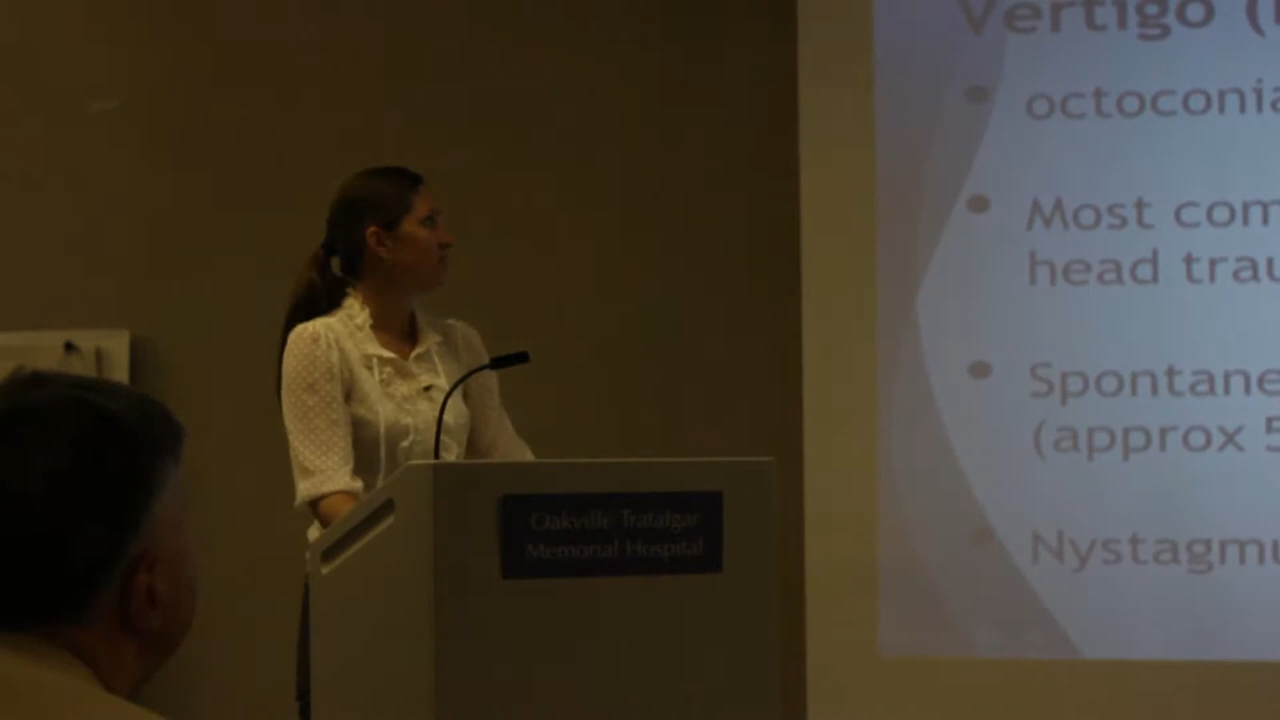 Vertigo (
octoconia
Most com
head trau
Spontane
(approx 5
Nystagmu
Oakville Trafalgar
Memorial Hospital